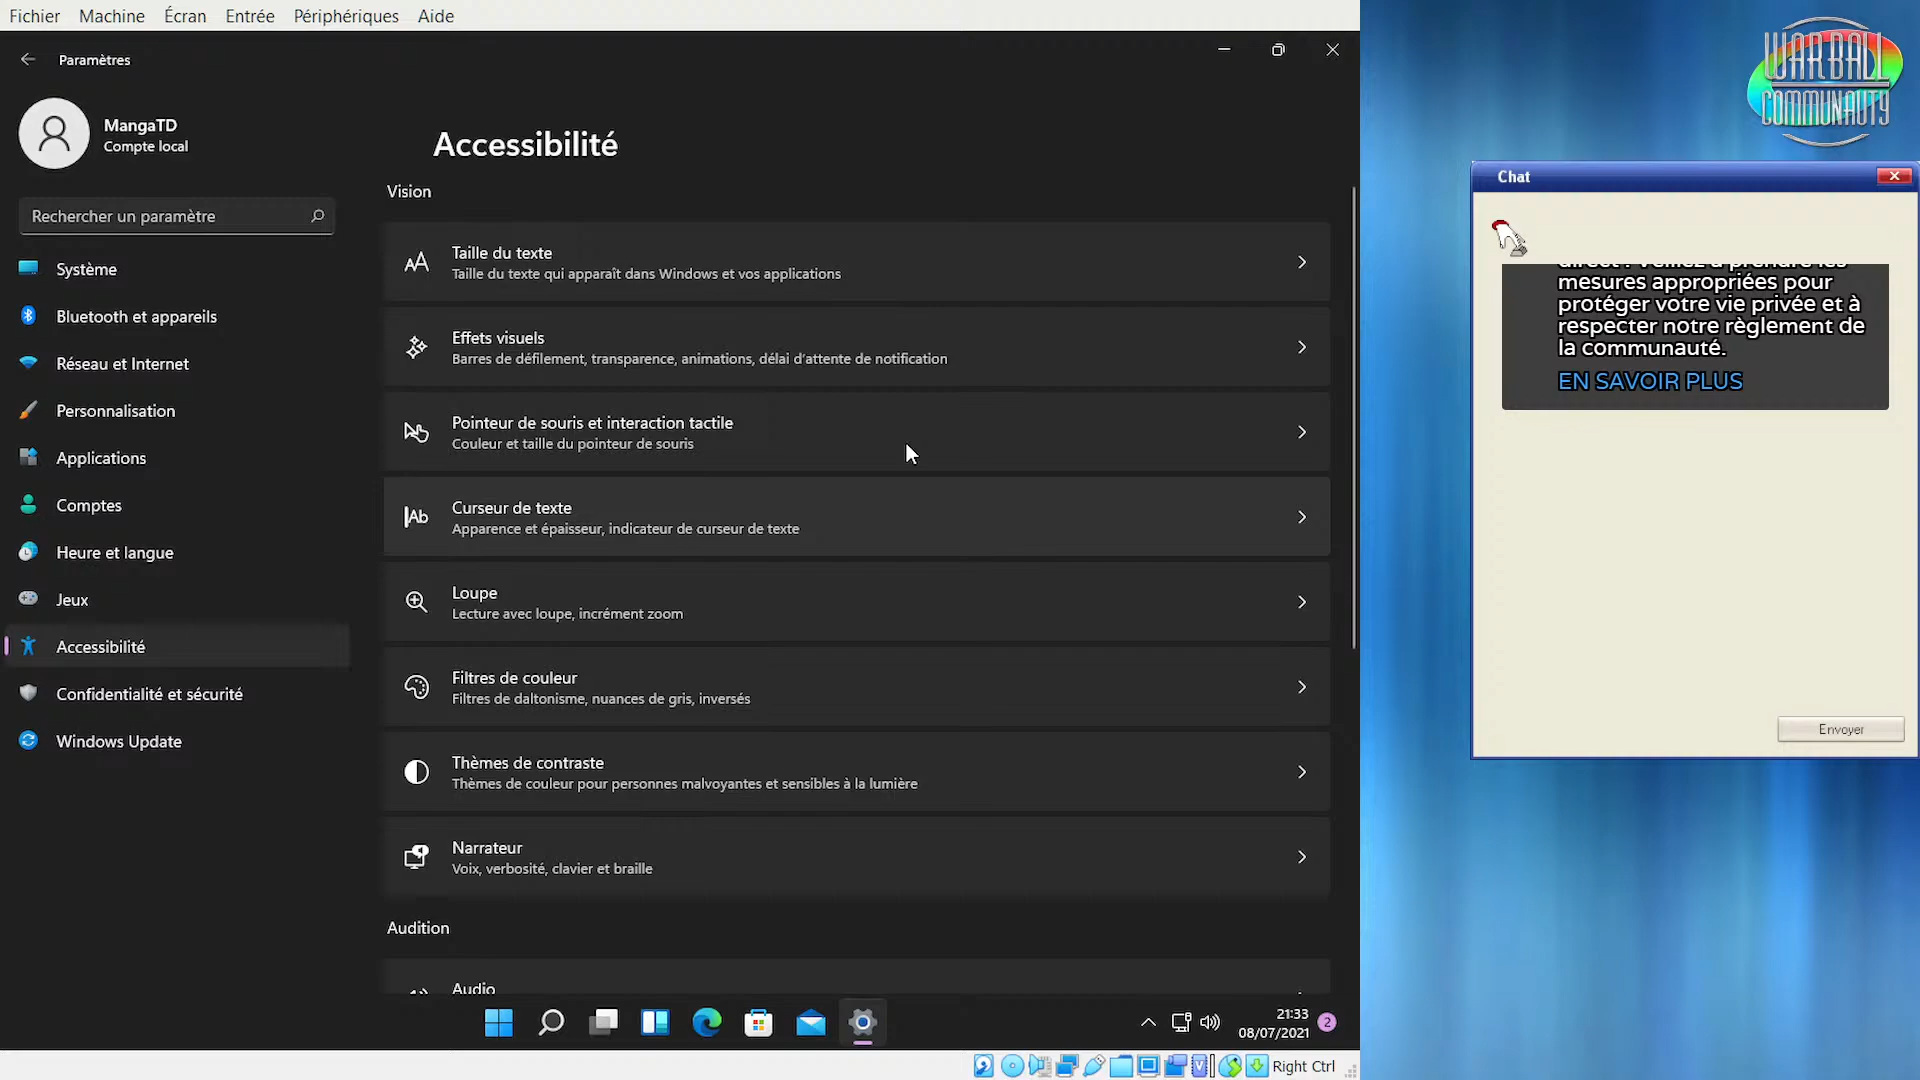 Fichier Machine Écran Entrée Périphériques Aide
Paramètres
MangaTD
Compte local
Rechercher un paramètre
Système
Bluetooth et appareils
Réseau et Internet
Personnalisation
Applications
Comptes
Heure et langue
Jeux
Accessibilité
Confidentialité et sécurité
Windows Update
Accessibilité
Vision
Taille du texte
Taille du texte qui apparaît dans Windows et vos applications
Effets visuels
Barres de défilement, transparence, animations, délai d'attente de notification
Pointeur de souris et interaction tactile
Couleur et taille du pointeur de souris
Curseur de texte
Apparence et épaisseur, indicateur de curseur de texte
Loupe
Lecture avec loupe, incrément zoom
Filtres de couleur
Filtres de daltonisme, nuances de gris, inversés
Thèmes de contraste
Thèmes de couleur pour personnes malvoyantes et sensibles à la lumière
Narrateur
Voix, verbosité, clavier et braille
Audition
Audio
21:33
08/07/2021
2
Right Ctrl
WAR BALL
COMMUNAUTY
Chat
direct ! Veillez à prendre les
mesures appropriées pour
protéger votre vie privée et à
respecter notre règlement de
la communauté.
EN SAVOIR PLUS
Envoyer